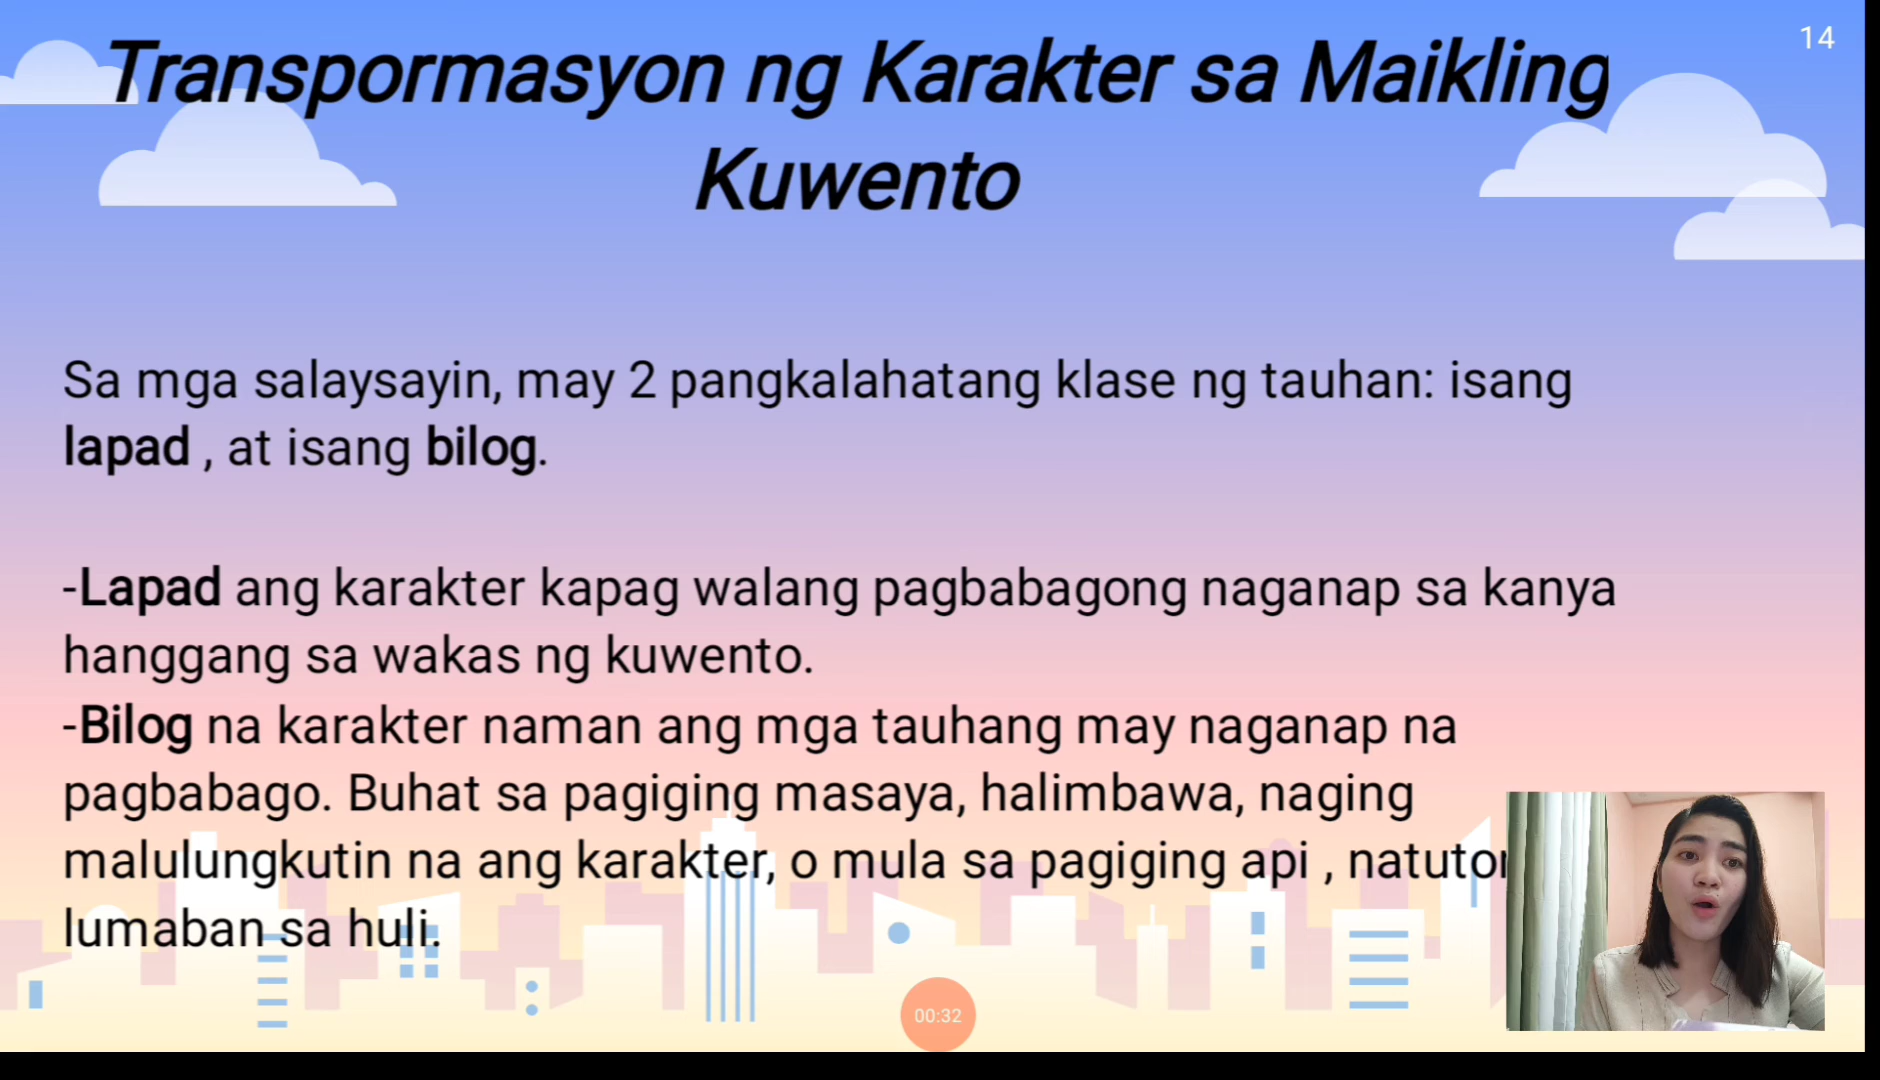 14
Transpormasyon ng Karakter sa Maikling
Kuwento
Sa mga salaysayin, may 2 pangkalahatang klase ng tauhan: isang
lapad , at isang bilog.
-Lapad ang karakter kapag walang pagbabagong naganap sa kanya
hanggang sa wakas ng kuwento.
-Bilog na karakter naman ang mga tauhang may naganap na
pagbabago. Buhat sa pagiging masaya, halimbawa, naging
malulungkutin na ang karakter, o mula sa pagiging api ,
lumaban sa huli.
00:32